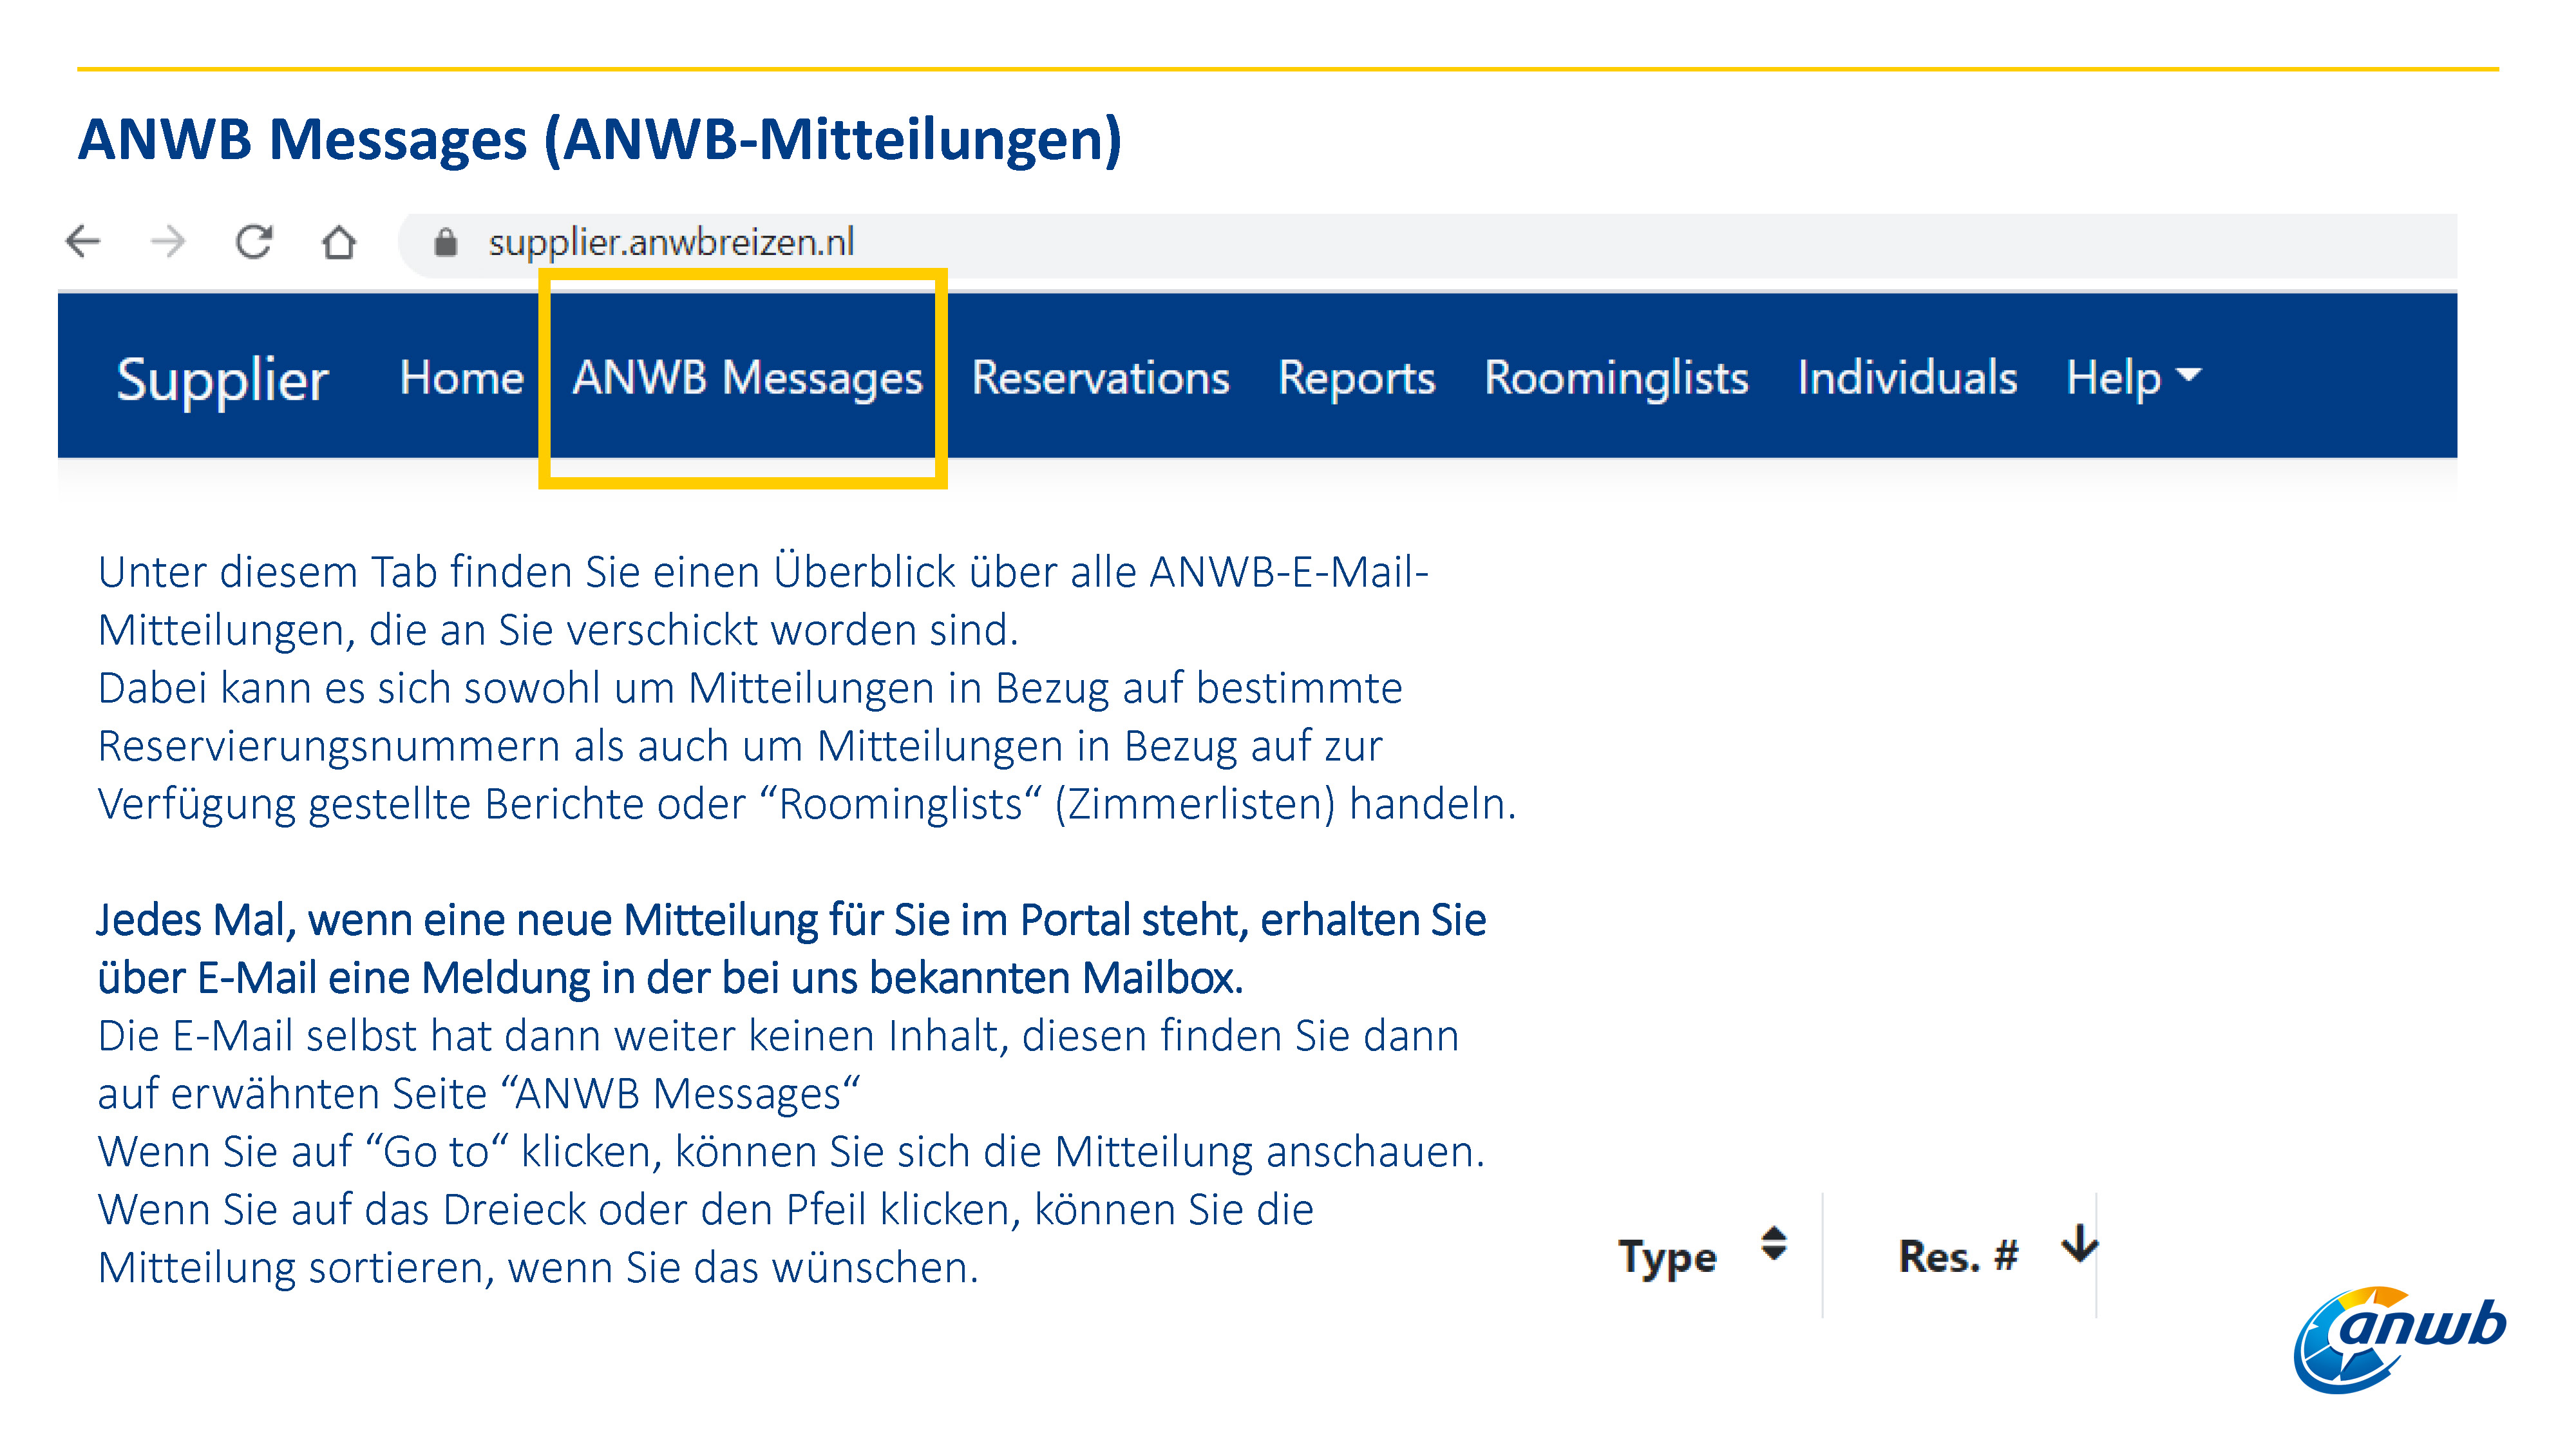 ANWB Messages (ANWB-Mitteilungen)
supplier.anwbreizen.nl
Supplier Home ANWB Messages Reservations Reports Roominglists Individuals Help
Unter diesem Tab finden Sie einen Überblick über alle ANWB-E-Mail-
Mitteilungen, die an Sie verschickt worden sind.
Dabei kann es sich sowohl um Mitteilungen in Bezug auf bestimmte
Reservierungsnummern als auch um Mitteilungen in Bezug auf zur
Verfügung gestellte Berichte oder “Roominglists“ (Zimmerlisten) handeln.
Jedes Mal, wenn eine neue Mitteilung für Sie im Portal steht, erhalten Sie
über E-Mail eine Meldung in der bei uns bekannten Mailbox.
Die E-Mail selbst hat dann weiter keinen Inhalt, diesen finden Sie dann
auf erwähnten Seite “ANWB Messages“
Wenn Sie auf “Go to“ klicken, können Sie sich die Mitteilung anschauen.
Wenn Sie auf das Dreieck oder den Pfeil klicken, können Sie die
Mitteilung sortieren, wenn Sie das wünschen.
Type Res. #
anwb